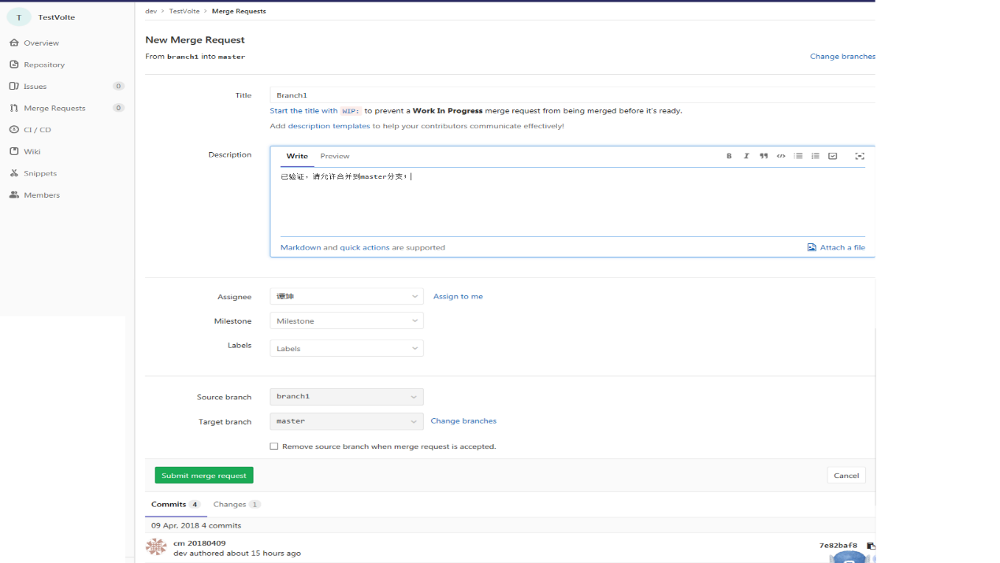 T TestVolte
Overview
Repository
Issues 0
Merge Requests 0
CI / CD
Wiki
Snippets
Members
dev > TestVolte > Merge Requests
New Merge Request
From branch1 into master
Change branches
Title
Branch1
Start the title with WIP: to prevent a Work In Progress merge request from being merged before it's ready.
Add description templates to help your contributors communicate effectively!
Description
Write Preview
已验证，请允许合并到master分支；
Markdown and quick actions are supported
Attach a file
Assignee
谭坤
Assign to me
Milestone
Milestone
Labels
Labels
Source branch
branch1
Target branch
master
Change branches
Remove source branch when merge request is accepted.
Submit merge request
Cancel
Commits 4 Changes 1
09 Apr, 2018 4 commits
cm 20180409
dev authored about 15 hours ago
7e82baf8